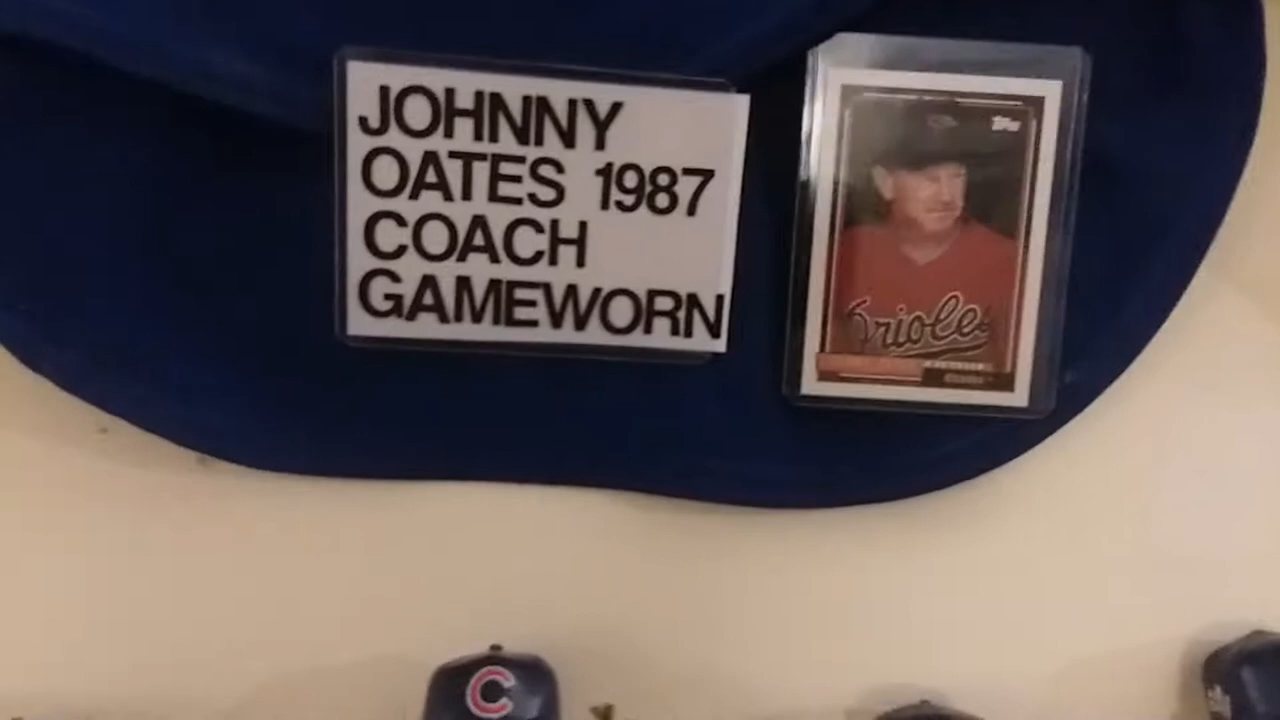 JOHNNY
OATES 1987
COACH
GAMEWORN
TOPPS
Orioles
C